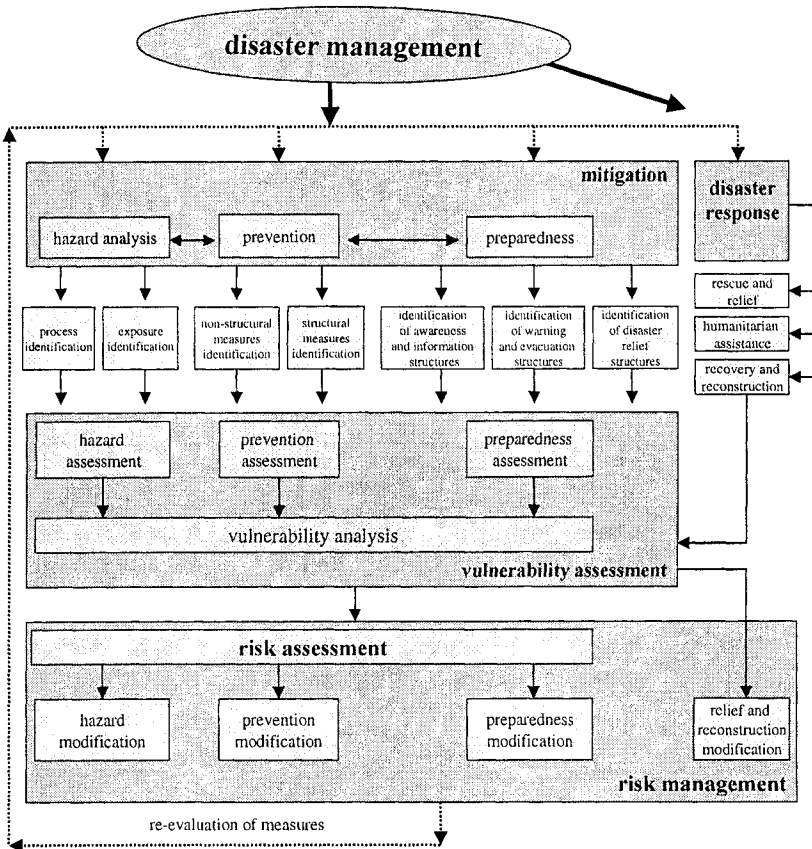 disaster management
mitigation
hazard analysis
prevention
preparedness
disaster
response
rescue and
relief
humanitarian
assistance
recovery and
reconstruction
process
identification
exposure
identification
non-structural
measures
identification
structural
measures
identification
identification
of awareness
and information
structures
identification
of warning
and evacuation
structures
identification
of disaster
relief
structures
hazard
assessment
prevention
assessment
preparedness
assessment
vulnerability analysis
vulnerability assessment
risk assessment
hazard
modification
prevention
modification
preparedness
modification
relief and
reconstruction
modification
risk management
re-evaluation of measures